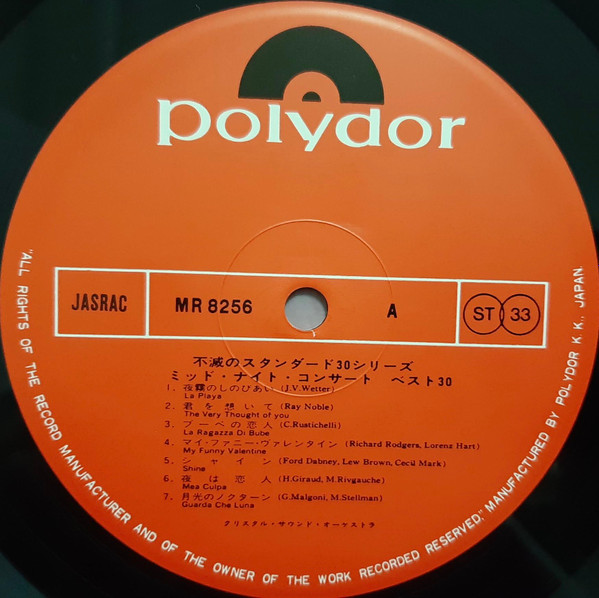 polydor
JASRAC
MR 8256
A
ST 33
不滅のスタンダード30シリーズ
ミッド・ナイト・コンサート ベスト30
1. 夜霧のしのびあい(J.V.Wetter)
La Playa
2. 君を想いて(Ray Noble)
The Very Thought of you
3. ブーベの恋人(C.Rustichelli)
La Ragazza Di Bube
4. マイ・ファニー・ヴァレンタイン(Richard Rodgers, Lorens Hart)
My Funny Valentine
5. シャイン(Ford Dabney, Lew Brown, Cecil Mark)
Shine
6. 夜は恋人(H.Giraud, M.Rivgauche)
Mea Culpa
7. 月光のノクターン(G.Malgoni, M.Stellman)
Guarda Che Luna
クリスタル・サウンド・オーケストラ
"ALL RIGHTS OF THE RECORD MANUFACTURER AND OF THE OWNER OF THE WORK RECORDED RESERVED." MANUFACTURED BY POLYDOR K.K., JAPAN.